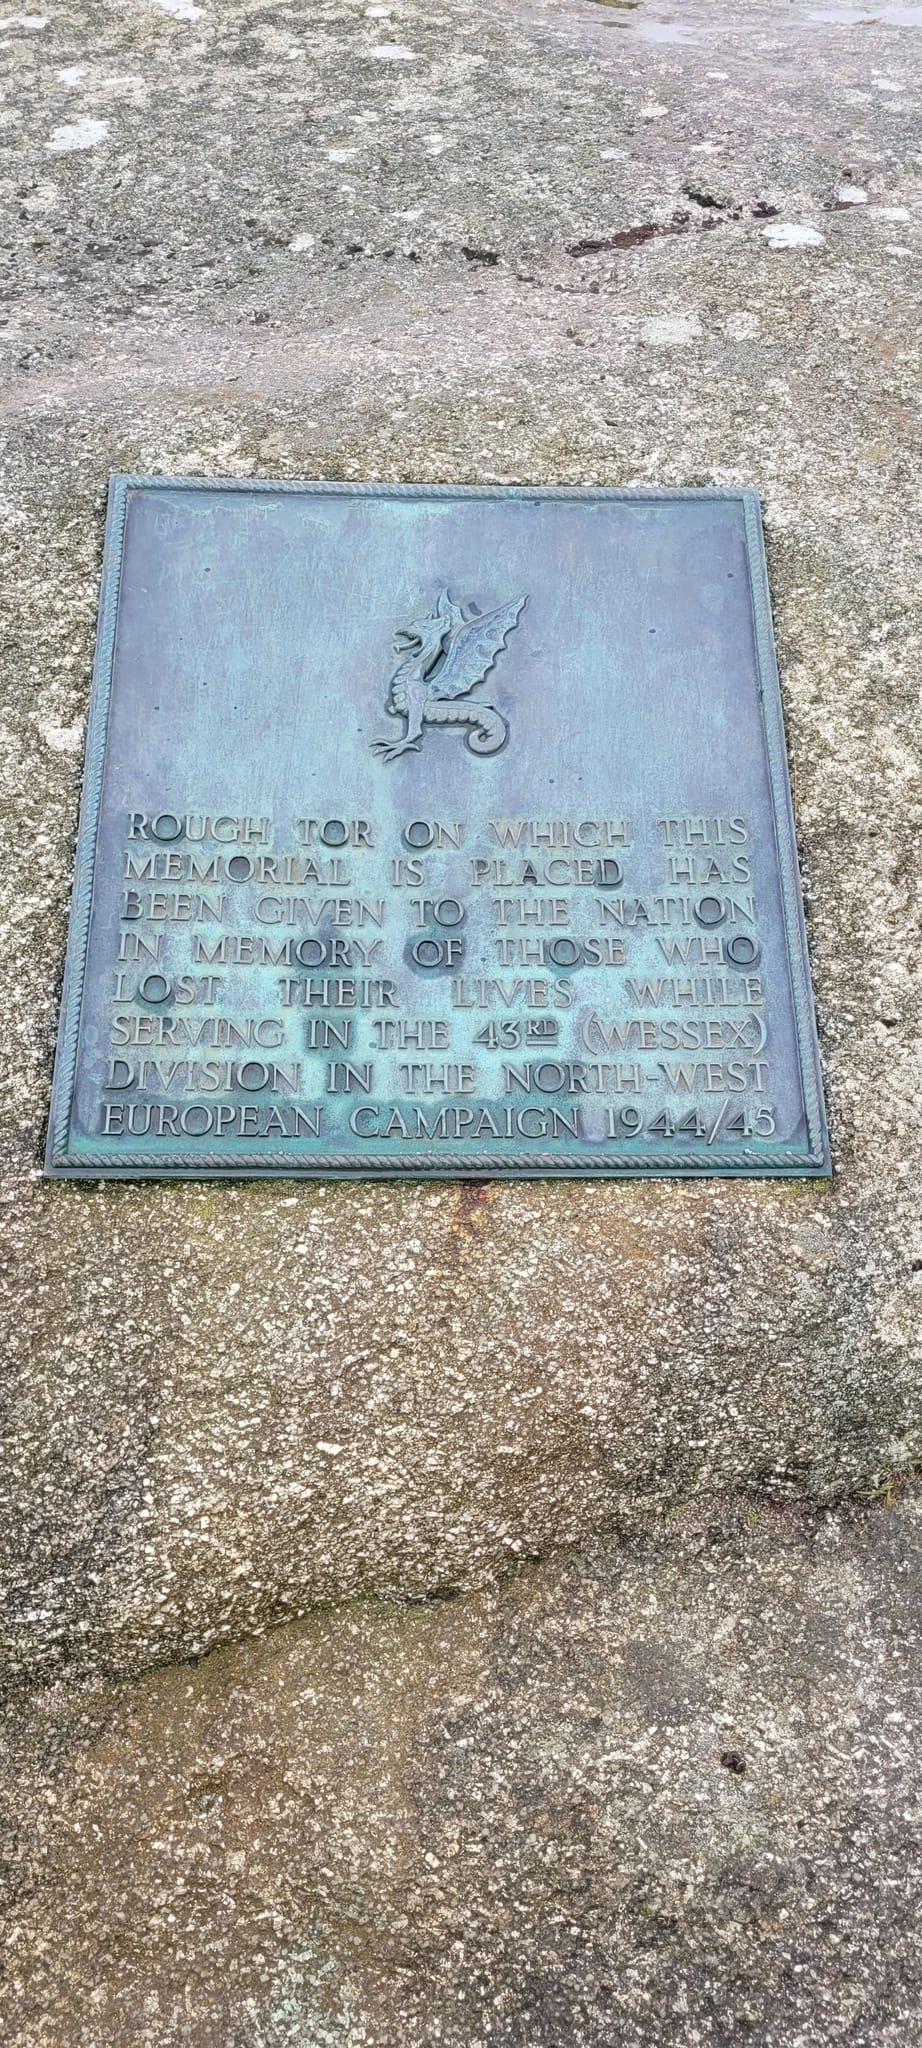 ROUGH TOR ON WHICH THIS
MEMORIAL IS PLACED HAS
BEEN GIVEN TO THE NATION
IN MEMORY OF THOSE WHO
LOST THEIR LIVES WHILE
SERVING IN THE 43RD (WESSEX)
DIVISION IN THE NORTH-WEST
EUROPEAN CAMPAIGN 1944/45